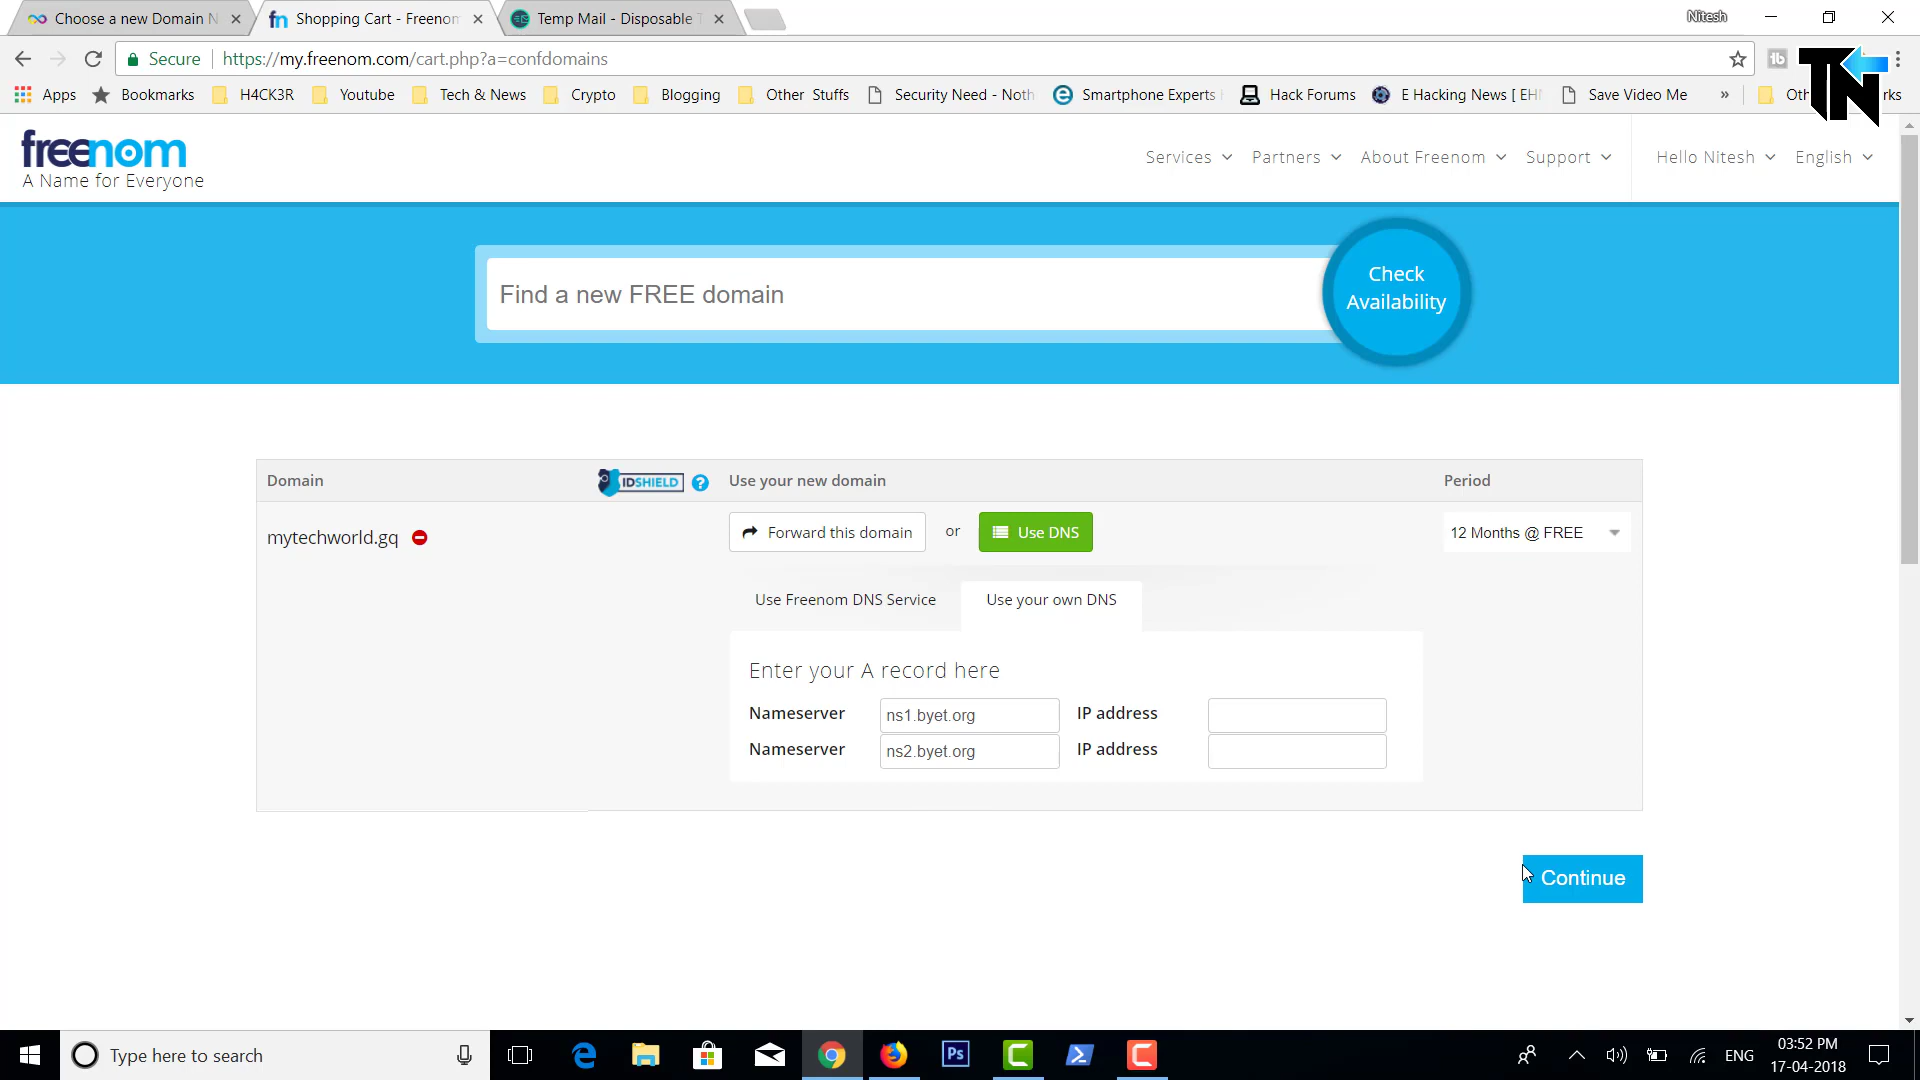 Choose a new Domain N
Shopping Cart - Freenom
Temp Mail - Disposable T
Nitesh
Secure
https://my.freenom.com/cart.php?a=confdomains
TN
Apps
Bookmarks
H4CK3R
Youtube
Tech & News
Crypto
Blogging
Other Stuffs
Security Need - Noth
Smartphone Experts
Hack Forums
E Hacking News [ EH
Save Video Me
»
freenom
A Name for Everyone
Services
Partners
About Freenom
Support
Hello Nitesh
English
Find a new FREE domain
Check
Availability
Domain
IDSHIELD
?
Use your new domain
Period
mytechworld.gq
Forward this domain
or
Use DNS
12 Months @ FREE
Use Freenom DNS Service
Use your own DNS
Enter your A record here
Nameserver
ns1.byet.org
IP address
Nameserver
ns2.byet.org
IP address
Continue
Type here to search
Ps
ENG
03:52 PM
17-04-2018